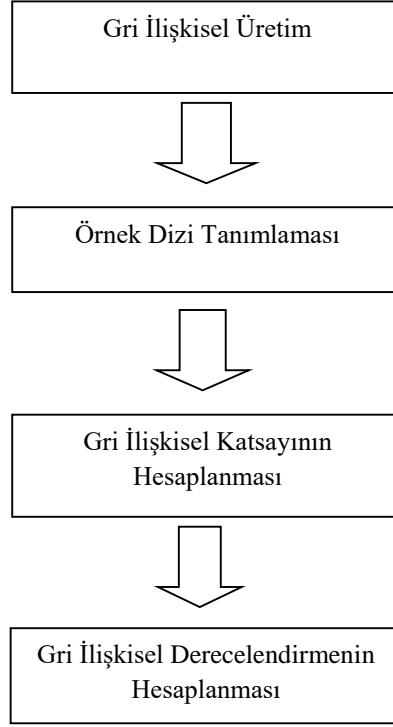 Gri İlişkisel Üretim
Örnek Dizi Tanımlaması
Gri İlişkisel Katsayının
Hesaplanması
Gri İlişkisel Derecelendirmenin
Hesaplanması